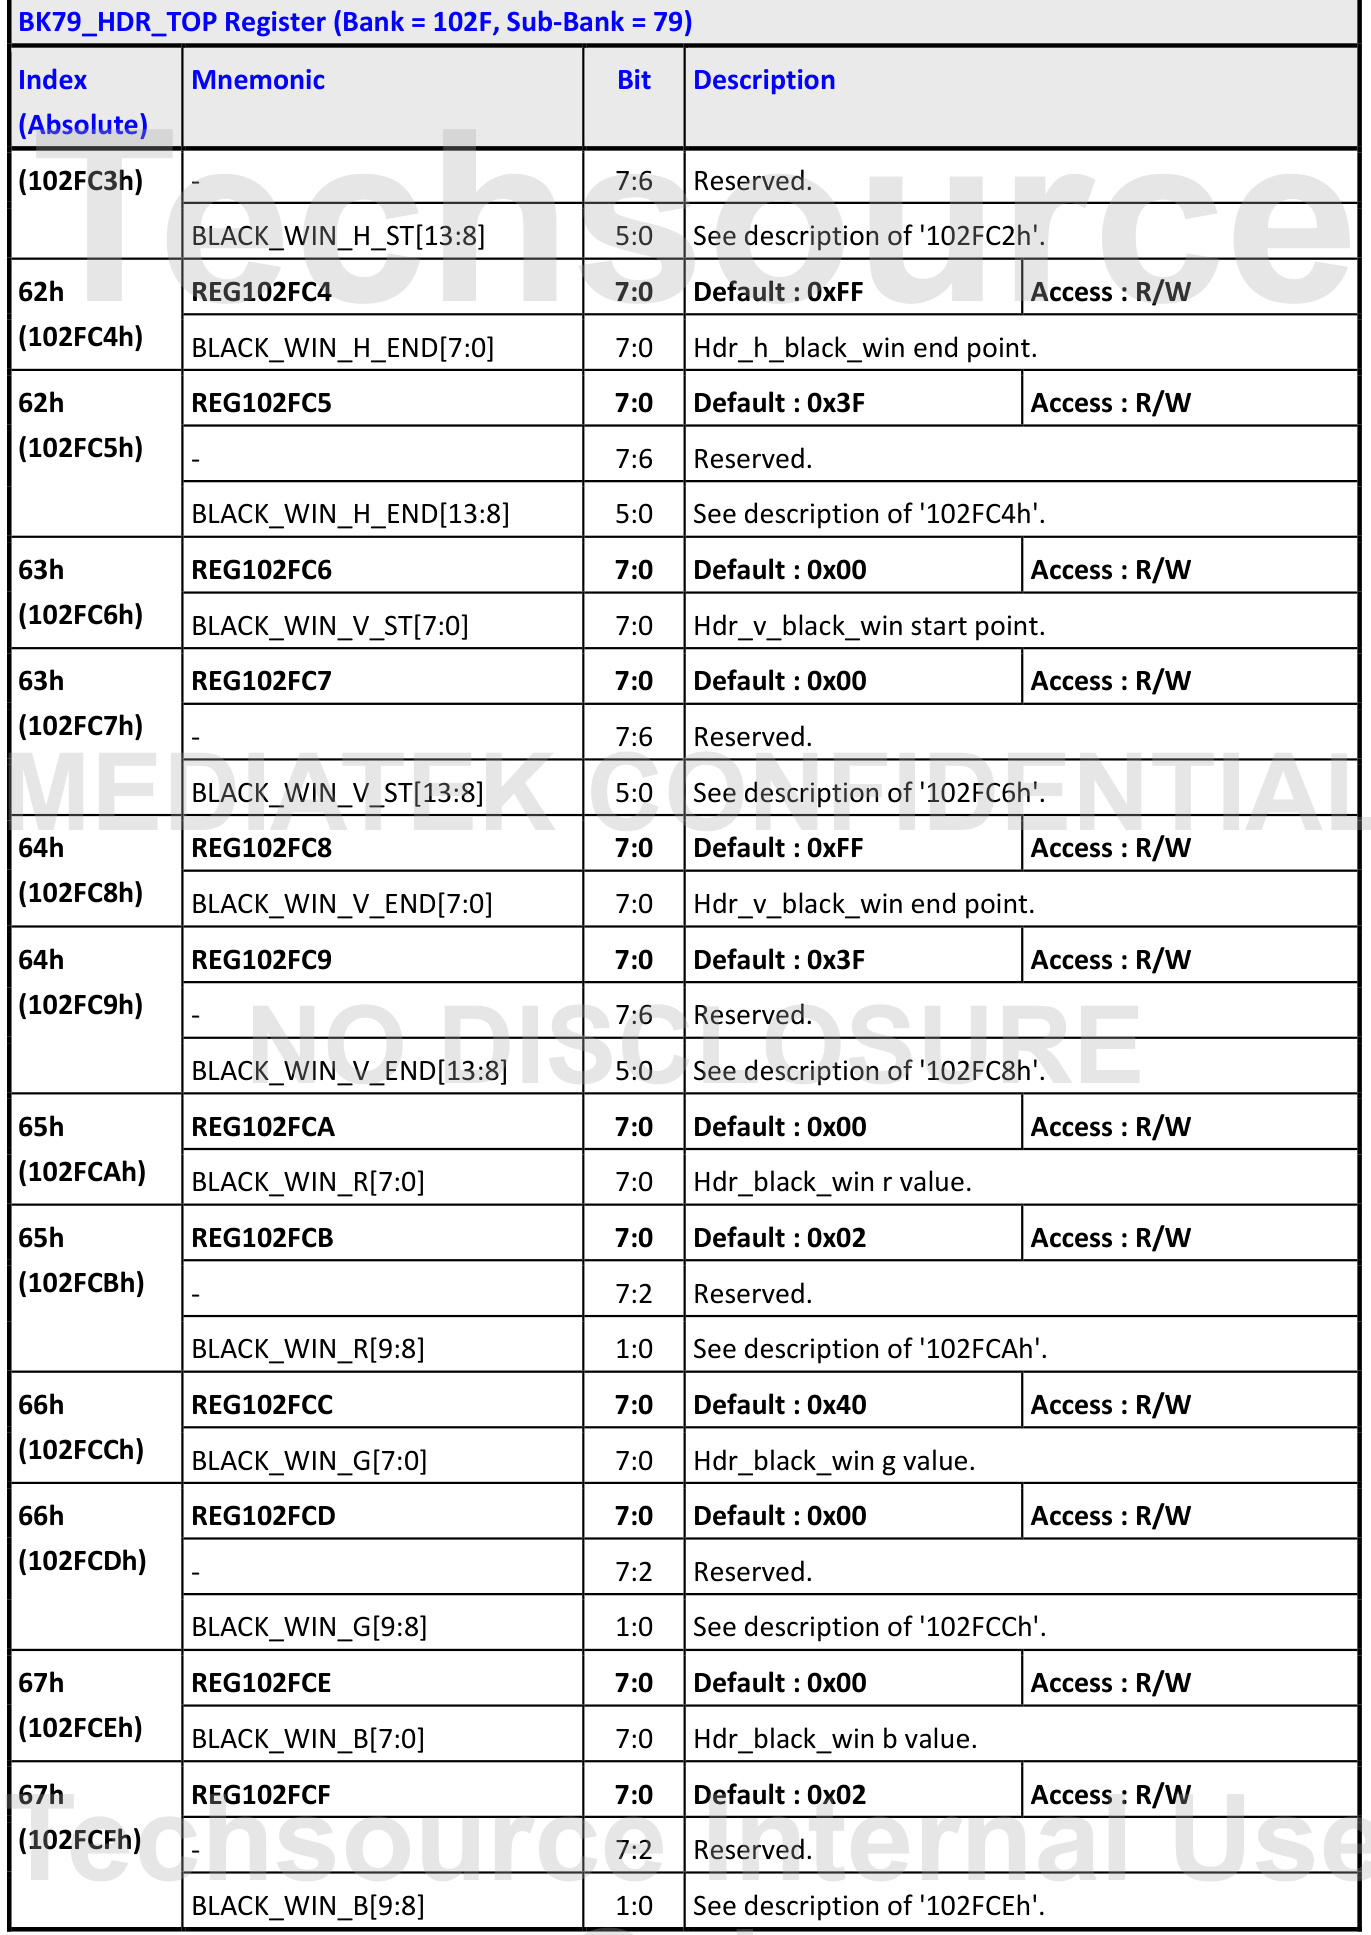 BK79_HDR_TOP Register (Bank = 102F, Sub-Bank = 79)
Index (Absolute) Mnemonic Bit Description
(102FC3h) - 7:6 Reserved.
BLACK_WIN_H_ST[13:8] 5:0 See description of '102FC2h'.
62h REG102FC4 7:0 Default : 0xFF Access : R/W
(102FC4h) BLACK_WIN_H_END[7:0] 7:0 Hdr_h_black_win end point.
62h REG102FC5 7:0 Default : 0x3F Access : R/W
(102FC5h) - 7:6 Reserved.
BLACK_WIN_H_END[13:8] 5:0 See description of '102FC4h'.
63h REG102FC6 7:0 Default : 0x00 Access : R/W
(102FC6h) BLACK_WIN_V_ST[7:0] 7:0 Hdr_v_black_win start point.
63h REG102FC7 7:0 Default : 0x00 Access : R/W
(102FC7h) - 7:6 Reserved.
BLACK_WIN_V_ST[13:8] 5:0 See description of '102FC6h'.
64h REG102FC8 7:0 Default : 0xFF Access : R/W
(102FC8h) BLACK_WIN_V_END[7:0] 7:0 Hdr_v_black_win end point.
64h REG102FC9 7:0 Default : 0x3F Access : R/W
(102FC9h) - 7:6 Reserved.
BLACK_WIN_V_END[13:8] 5:0 See description of '102FC8h'.
65h REG102FCA 7:0 Default : 0x00 Access : R/W
(102FCAh) BLACK_WIN_R[7:0] 7:0 Hdr_black_win r value.
65h REG102FCB 7:0 Default : 0x02 Access : R/W
(102FCBh) - 7:2 Reserved.
BLACK_WIN_R[9:8] 1:0 See description of '102FCAh'.
66h REG102FCC 7:0 Default : 0x40 Access : R/W
(102FCCh) BLACK_WIN_G[7:0] 7:0 Hdr_black_win g value.
66h REG102FCD 7:0 Default : 0x00 Access : R/W
(102FCDh) - 7:2 Reserved.
BLACK_WIN_G[9:8] 1:0 See description of '102FCCh'.
67h REG102FCE 7:0 Default : 0x00 Access : R/W
(102FCEh) BLACK_WIN_B[7:0] 7:0 Hdr_black_win b value.
67h REG102FCF 7:0 Default : 0x02 Access : R/W
(102FCFh) - 7:2 Reserved.
BLACK_WIN_B[9:8] 1:0 See description of '102FCEh'.
Techsource
MEDIATEK CONFIDENTIAL
NO DISCLOSURE
Techsource Internal Use